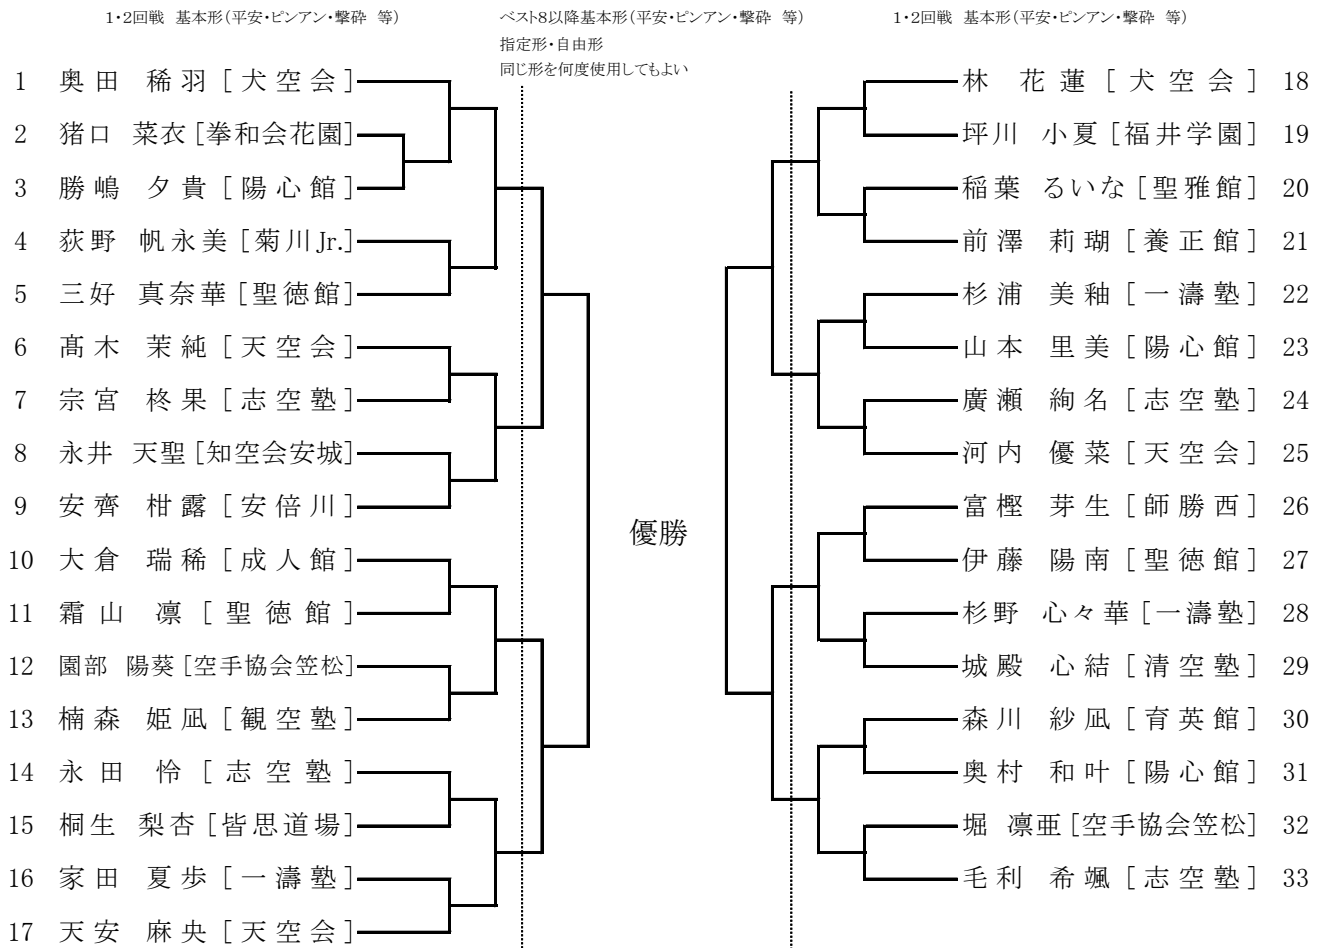 1・2回戦 基本形(平安・ピンアン・撃砕 等)
ベスト8以降基本形(平安・ピンアン・撃砕 等)
指定形・自由形
同じ形を何度使用してもよい
1・2回戦 基本形(平安・ピンアン・撃砕 等)
1 奥田 稀羽 [犬空会]
2 猪口 菜衣 [拳和会花園]
3 勝嶋 夕貴 [陽心館]
4 荻野 帆永美 [菊川Jr.]
5 三好 真奈華 [聖徳館]
6 髙木 茉純 [天空会]
7 宗宮 柊果 [志空塾]
8 永井 天聖 [知空会安城]
9 安齊 柑露 [安倍川]
10 大倉 瑞稀 [成人館]
11 霜山 凛 [聖徳館]
12 園部 陽葵 [空手協会笠松]
13 楠森 姫凪 [観空塾]
14 永田 怜 [志空塾]
15 桐生 梨杏 [皆思道場]
16 家田 夏歩 [一濤塾]
17 天安 麻央 [天空会]
優勝
林 花蓮 [犬空会] 18
坪川 小夏 [福井学園] 19
稲葉 るいな [聖雅館] 20
前澤 莉瑚 [養正館] 21
杉浦 美釉 [一濤塾] 22
山本 里美 [陽心館] 23
廣瀬 絢名 [志空塾] 24
河内 優菜 [天空会] 25
富樫 芽生 [師勝西] 26
伊藤 陽南 [聖徳館] 27
杉野 心々華 [一濤塾] 28
城殿 心結 [清空塾] 29
森川 紗凪 [育英館] 30
奥村 和叶 [陽心館] 31
堀 凛亜 [空手協会笠松] 32
毛利 希颯 [志空塾] 33